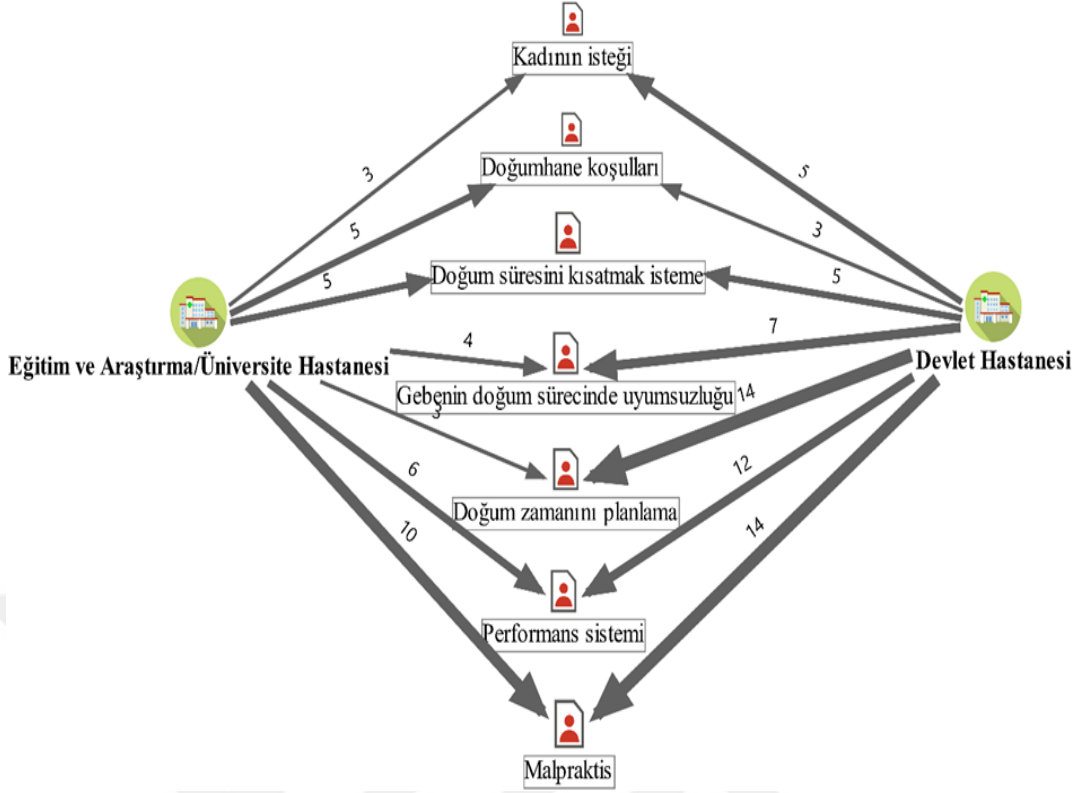 Kadının isteği
3
5
Doğumhane koşulları
5
3
Doğum süresini kısatmak isteme
5
5
Eğitim ve Araştırma/Üniversite Hastanesi
Devlet Hastanesi
4
7
Gebenin doğum sürecinde uyumsuzluğu
3
14
Doğum zamanını planlama
6
12
Performans sistemi
10
14
Malpraktis